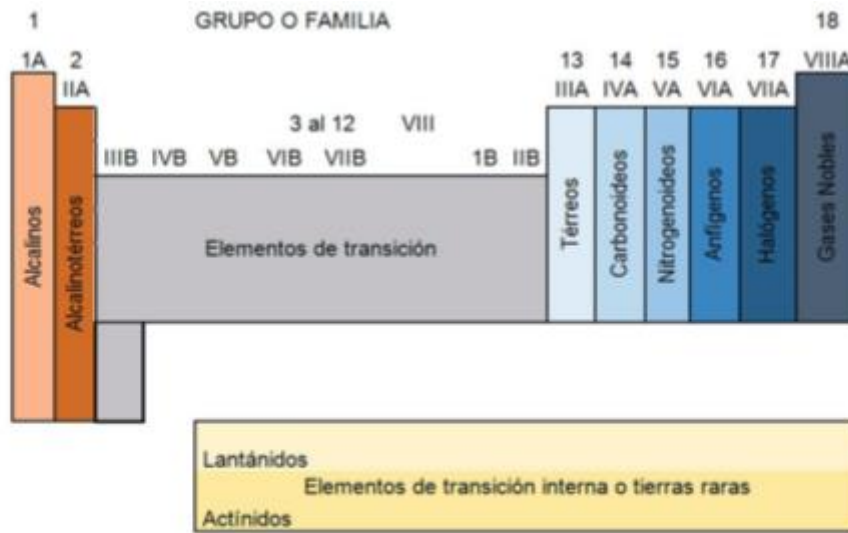 1 GRUPO O FAMILIA 18
1A 2 13 14 15 16 17 VIIIA
IIA IIIA IVA VA VIA VIIA
3 al 12 VIII
IIIB IVB VB VIB VIIB 1B IIB
Alcalinos
Alcalinotérreos
Elementos de transición
Térreos
Carbonoideos
Nitrogenoideos
Anfígenos
Halógenos
Gases Nobles
Lantánidos
Elementos de transición interna o tierras raras
Actínidos